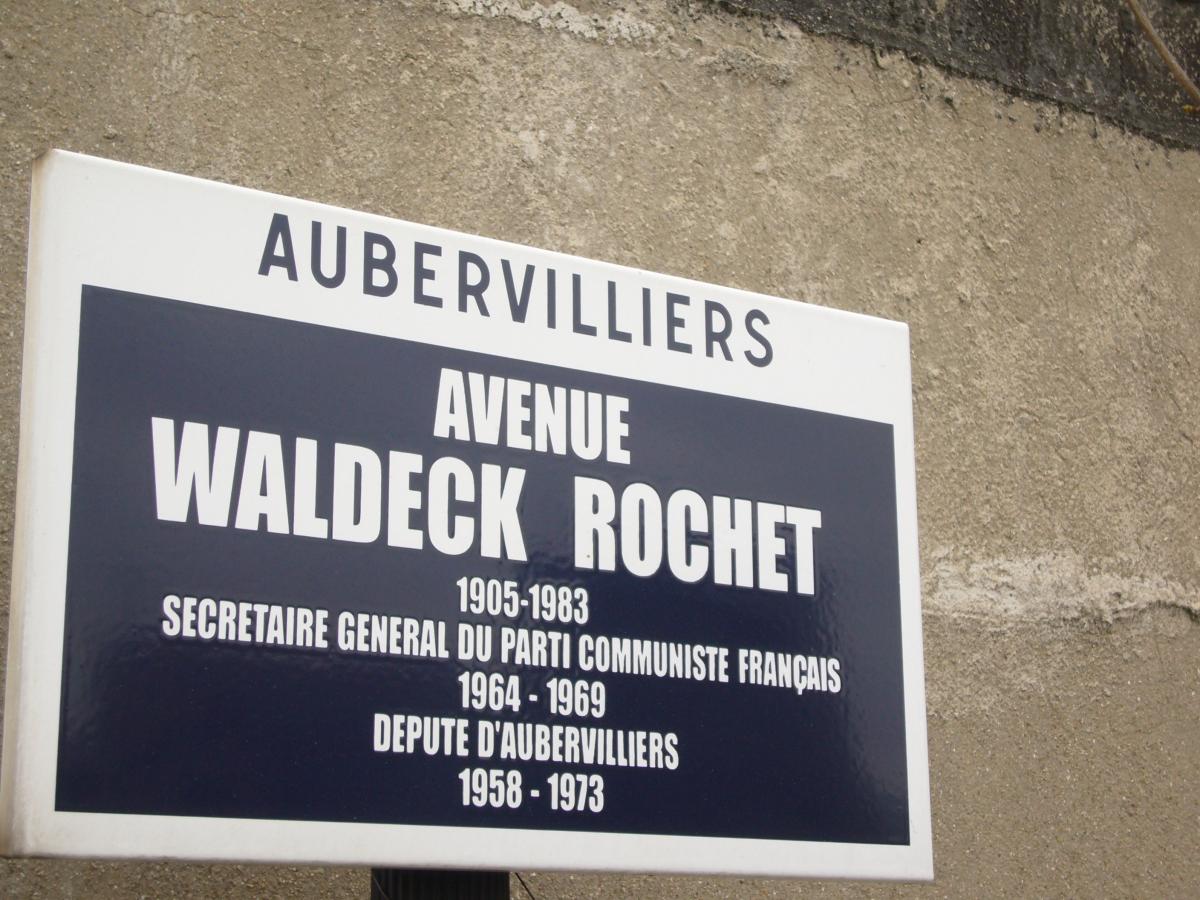 AUBERVILLIERS
AVENUE
WALDECK ROCHET
1905-1983
SECRETAIRE GENERAL DU PARTI COMMUNISTE FRANÇAIS
1964 - 1969
DEPUTE D'AUBERVILLIERS
1958 - 1973